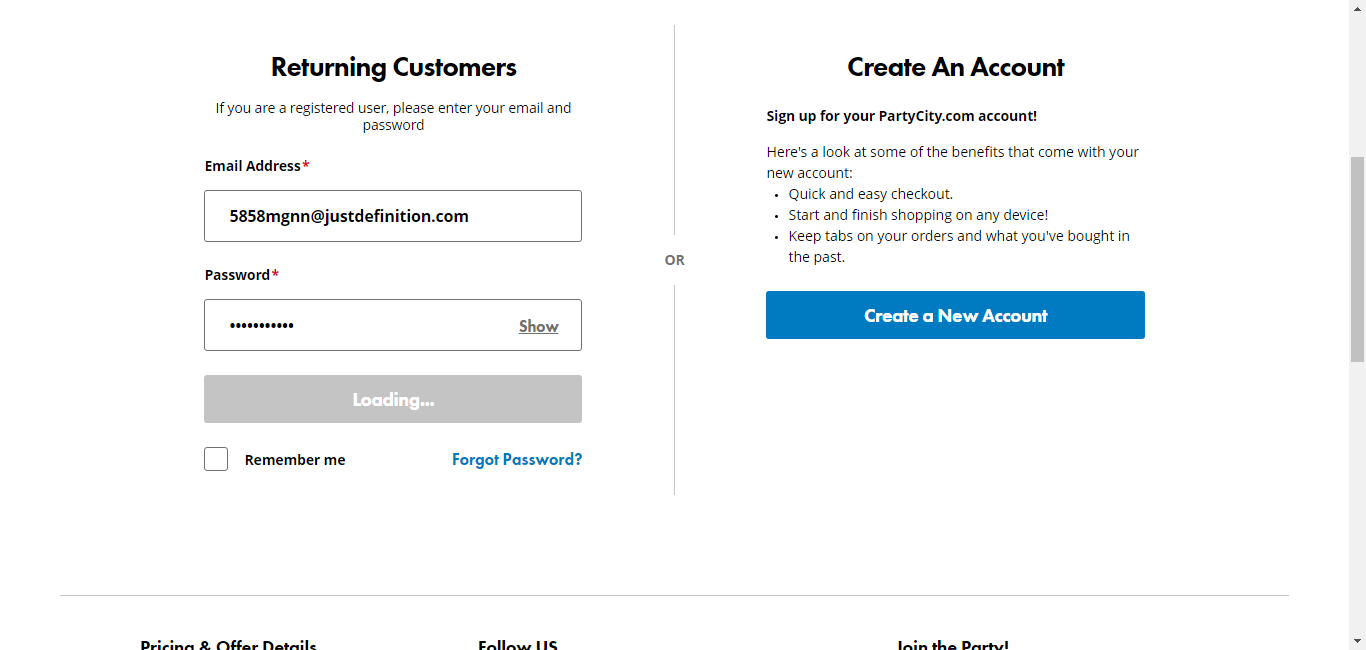 Returning Customers
If you are a registered user, please enter your email and
password
Email Address*
5858mgnn@justdefinition.com
Password*
•••••••••••
Show
Loading...
Remember me
Forgot Password?
OR
Create An Account
Sign up for your PartyCity.com account!
Here's a look at some of the benefits that come with your
new account:
• Quick and easy checkout.
• Start and finish shopping on any device!
• Keep tabs on your orders and what you've bought in
the past.
Create a New Account
Pricing & Offer Details
Follow US
Join the Party!